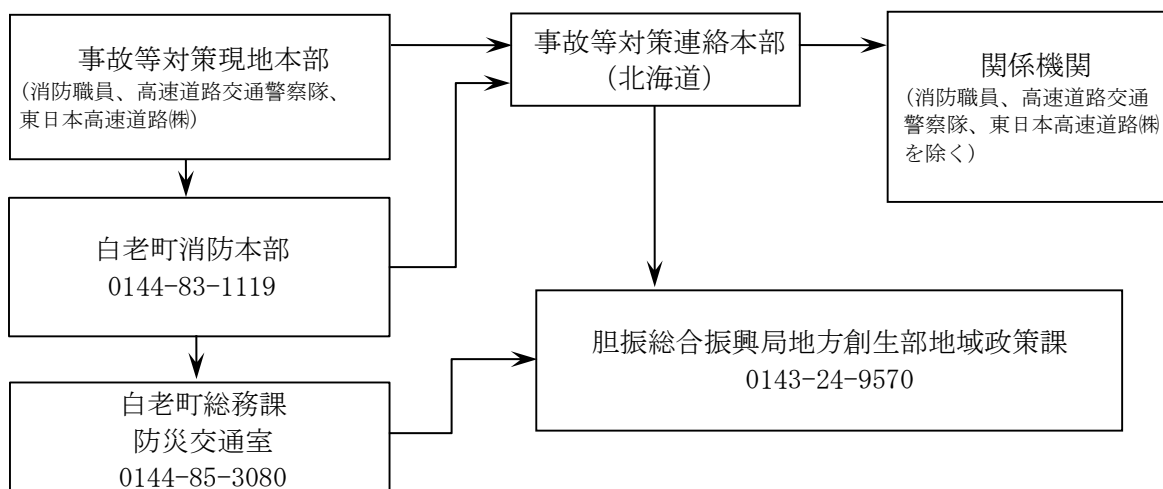 事故等対策現地本部
（消防職員、高速道路交通警察隊、
東日本高速道路㈱）
事故等対策連絡本部
（北海道）
関係機関
（消防職員、高速道路交通
警察隊、東日本高速道路㈱
を除く）
白老町消防本部
0144-83-1119
胆振総合振興局地方創生部地域政策課
0143-24-9570
白老町総務課
防災交通室
0144-85-3080